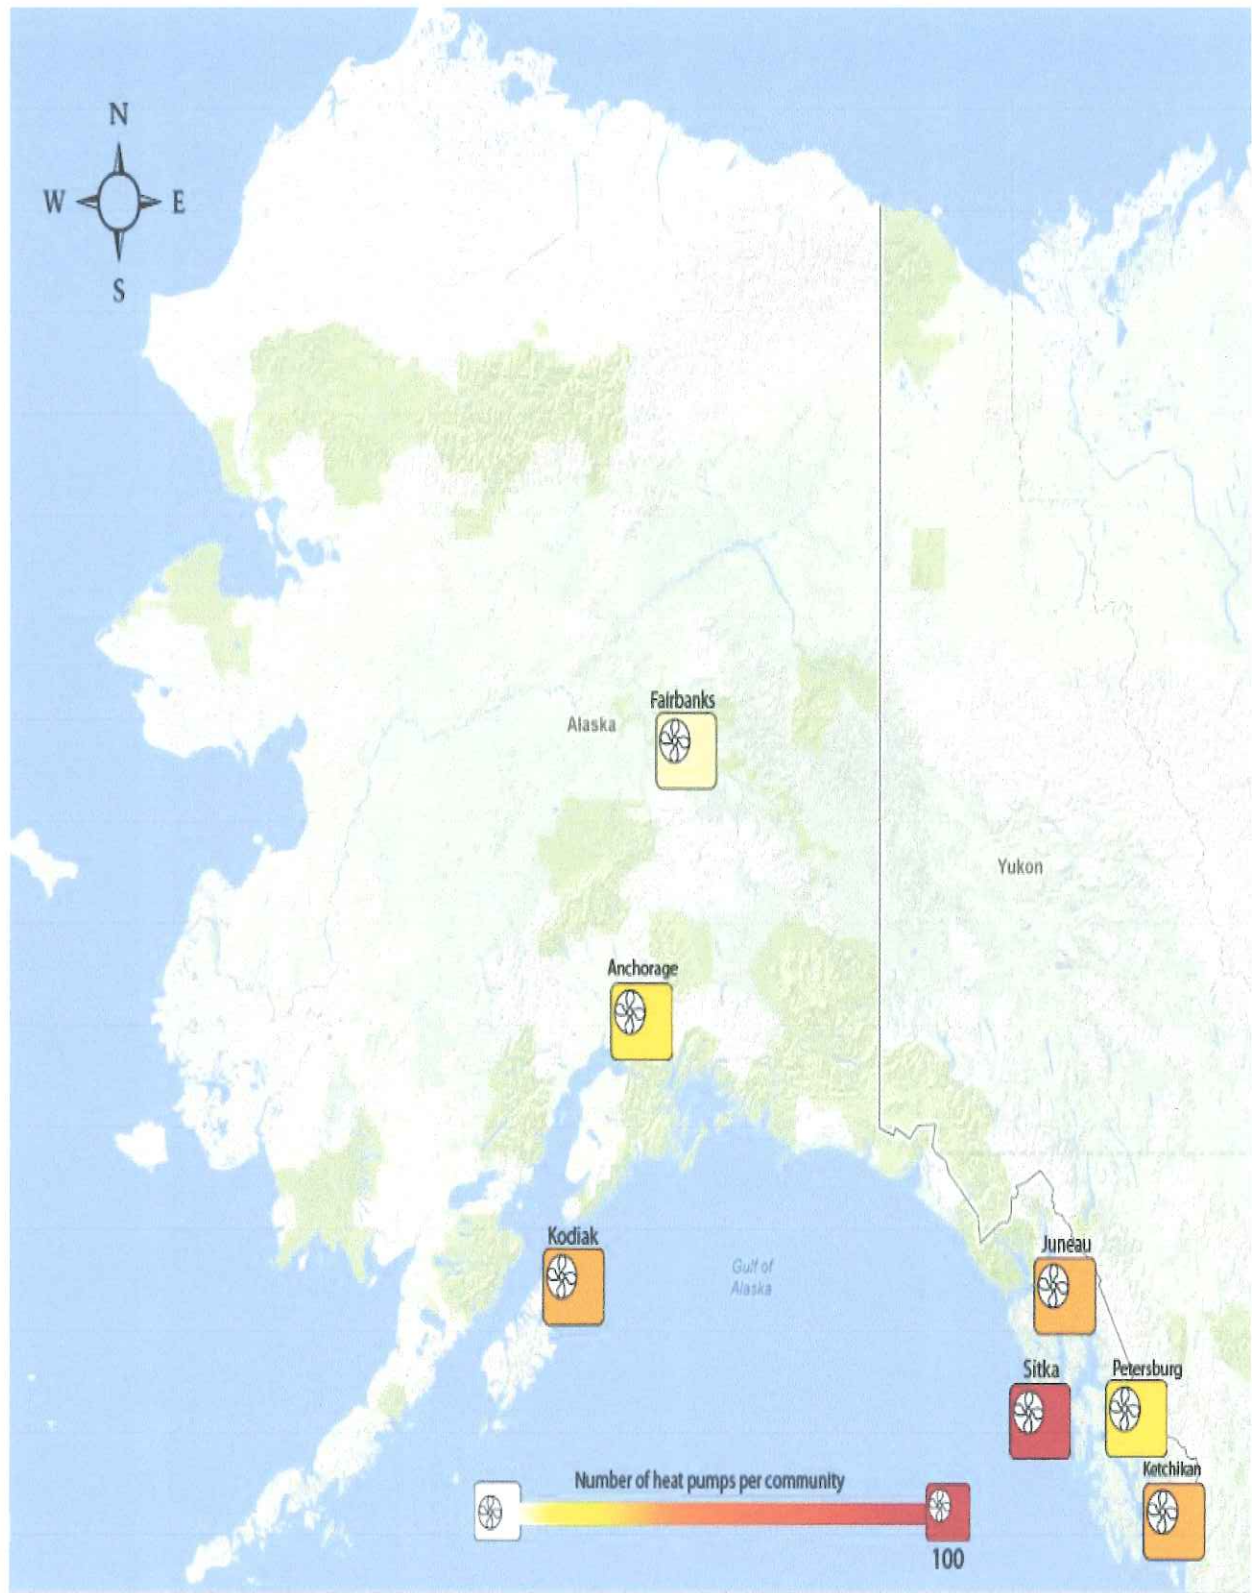 N
W E
S
Fairbanks
Alaska
Yukon
Anchorage
Kodiak
Gulf of
Alaska
Juneau
Sitka
Petersburg
Ketchikan
Number of heat pumps per community
100